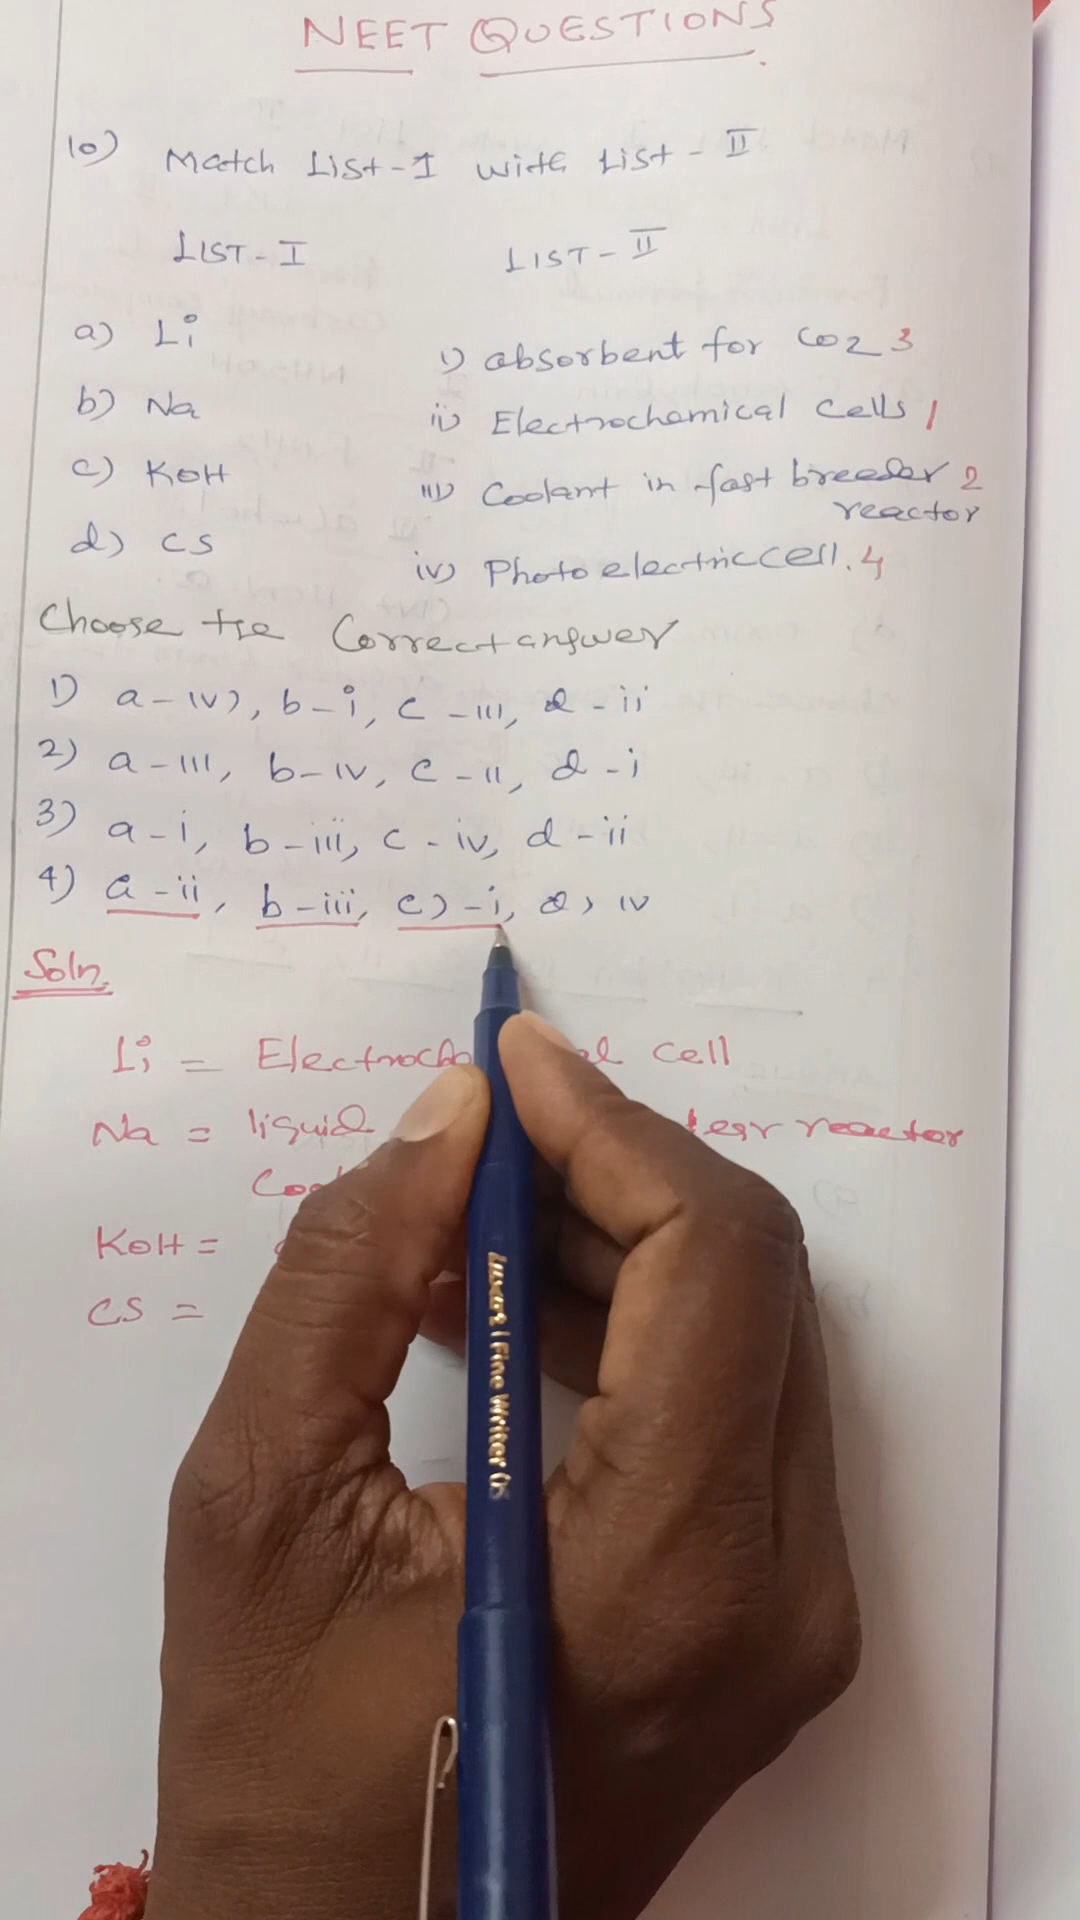 NEET QUESTIONS
10) Match List-I with List-II
LIST-I LIST-II
a) Li i) absorbent for CO2 3
b) Na ii) Electrochemical cells 1
c) KOH iii) Coolant in fast breeder 2
reactor
d) CS iv) Photo electric cell. 4
Choose the Correct answer
1) a-iv), b-i, c-III, d-ii
2) a-III, b-IV, c-II, d-i
3) a-i, b-iii, c-iv, d-ii
4) a-ii, b-iii, c)-i, d, iv
Soln.
Li = cell
Na = liquid reactor
KOH =
CS =
Luxor | Fine Writer 05